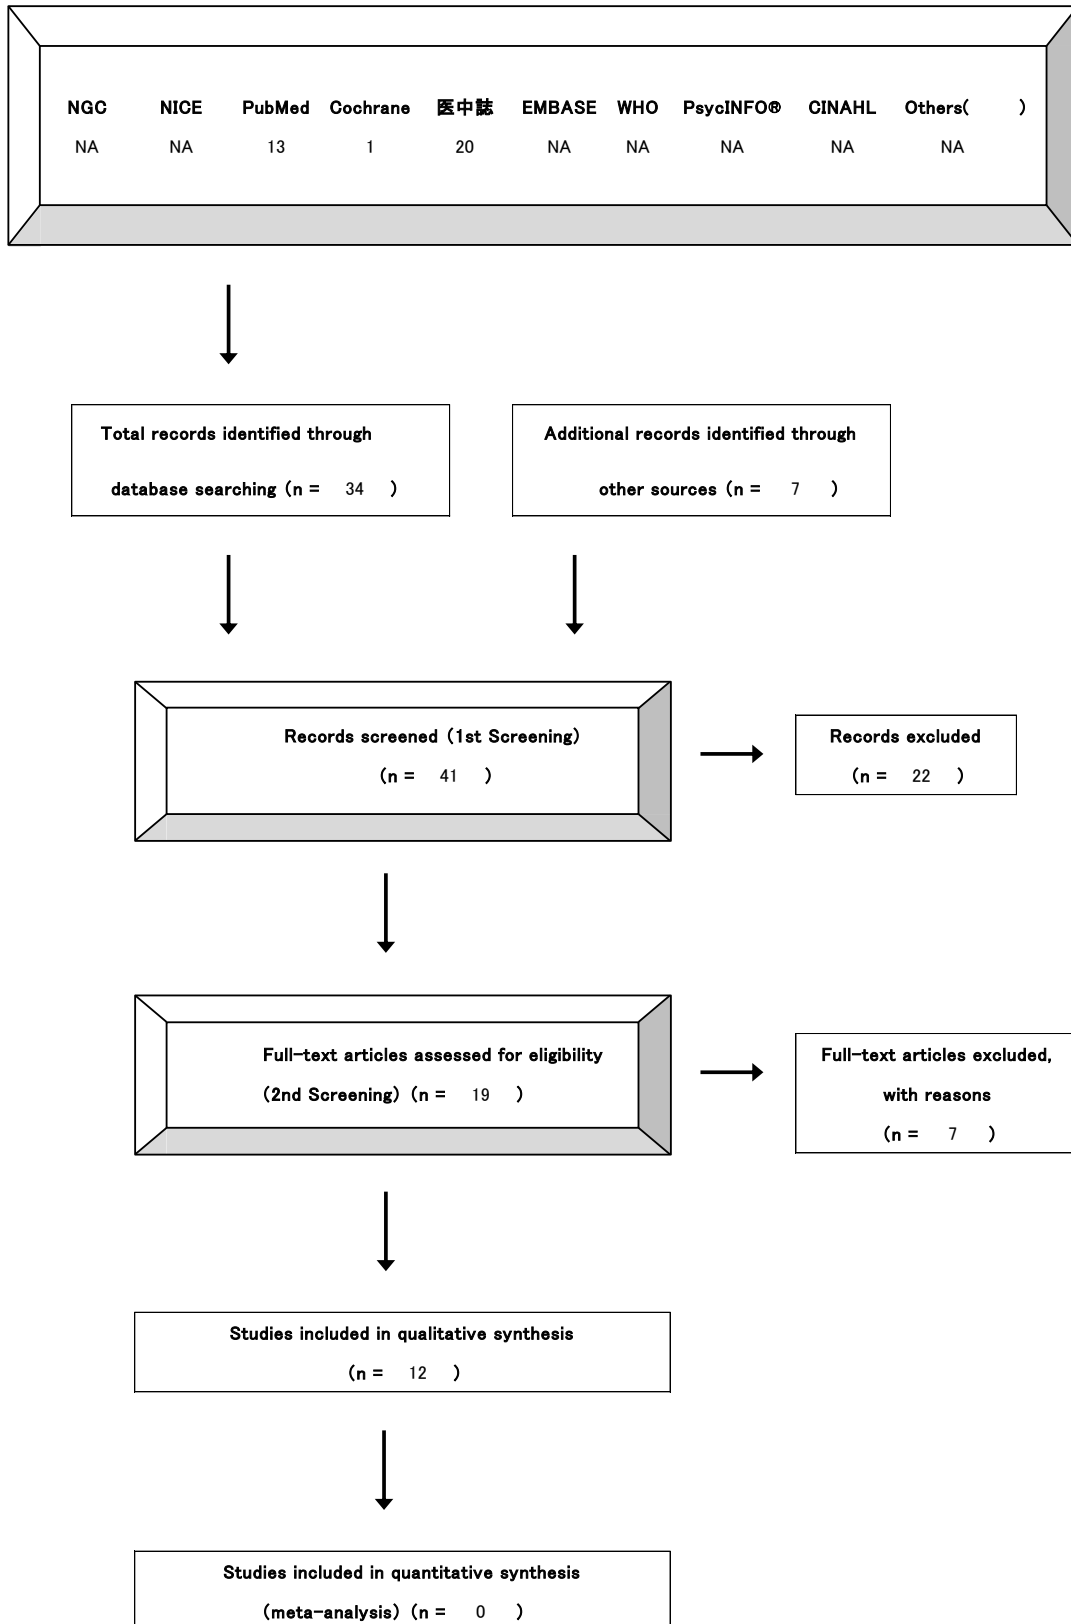 NGC NICE PubMed Cochrane 医中誌 EMBASE WHO PsycINFO® CINAHL Others( )
NA NA 13 1 20 NA NA NA NA NA
Total records identified through
database searching (n = 34 )
Additional records identified through
other sources (n = 7 )
Records screened (1st Screening)
(n = 41 )
Records excluded
(n = 22 )
Full-text articles assessed for eligibility
(2nd Screening) (n = 19 )
Full-text articles excluded,
with reasons
(n = 7 )
Studies included in qualitative synthesis
(n = 12 )
Studies included in quantitative synthesis
(meta-analysis) (n = 0 )